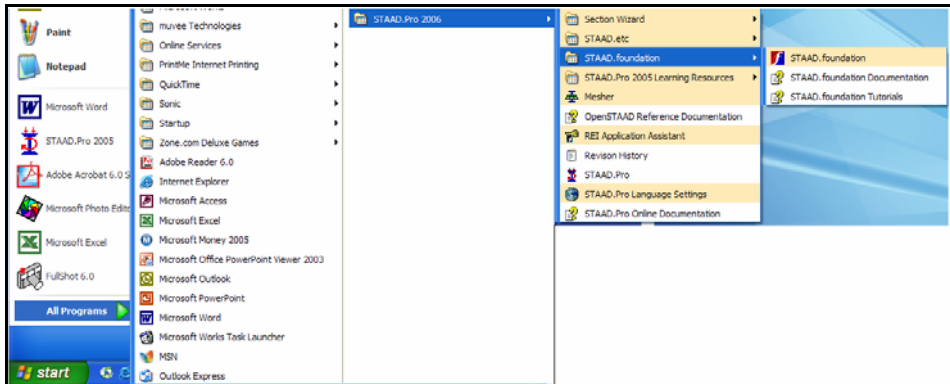 Paint
Notepad
Microsoft Word
STAAD.Pro 2005
Adobe Acrobat 6.0 S
Microsoft Photo Edito
Microsoft Excel
FullShot 6.0
All Programs
start
muvee Technologies
Online Services
PrintMe Internet Printing
QuickTime
Sonic
Startup
Zone.com Deluxe Games
Adobe Reader 6.0
Internet Explorer
Microsoft Access
Microsoft Excel
Microsoft Money 2005
Microsoft Office PowerPoint Viewer 2003
Microsoft Outlook
Microsoft PowerPoint
Microsoft Word
Microsoft Works Task Launcher
MSN
Outlook Express
STAAD.Pro 2006
Section Wizard
STAAD.etc
STAAD.foundation
STAAD.Pro 2005 Learning Resources
Mesher
OpenSTAAD Reference Documentation
REI Application Assistant
Revison History
STAAD.Pro
STAAD.Pro Language Settings
STAAD.Pro Online Documentation
STAAD.foundation
STAAD.foundation Documentation
STAAD.foundation Tutorials